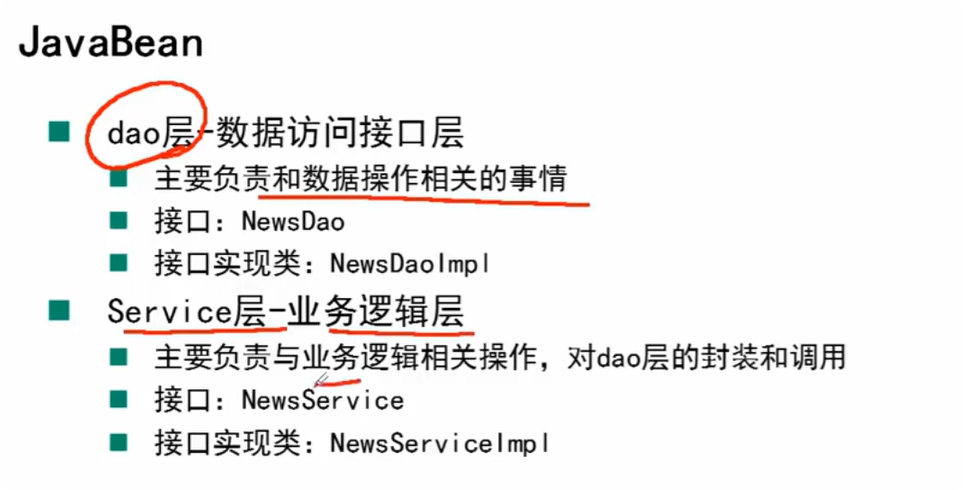 JavaBean
dao层-数据访问接口层
主要负责和数据操作相关的事情
接口：NewsDao
接口实现类：NewsDaoImpl
Service层-业务逻辑层
主要负责与业务逻辑相关操作，对dao层的封装和调用
接口：NewsService
接口实现类：NewsServiceImpl